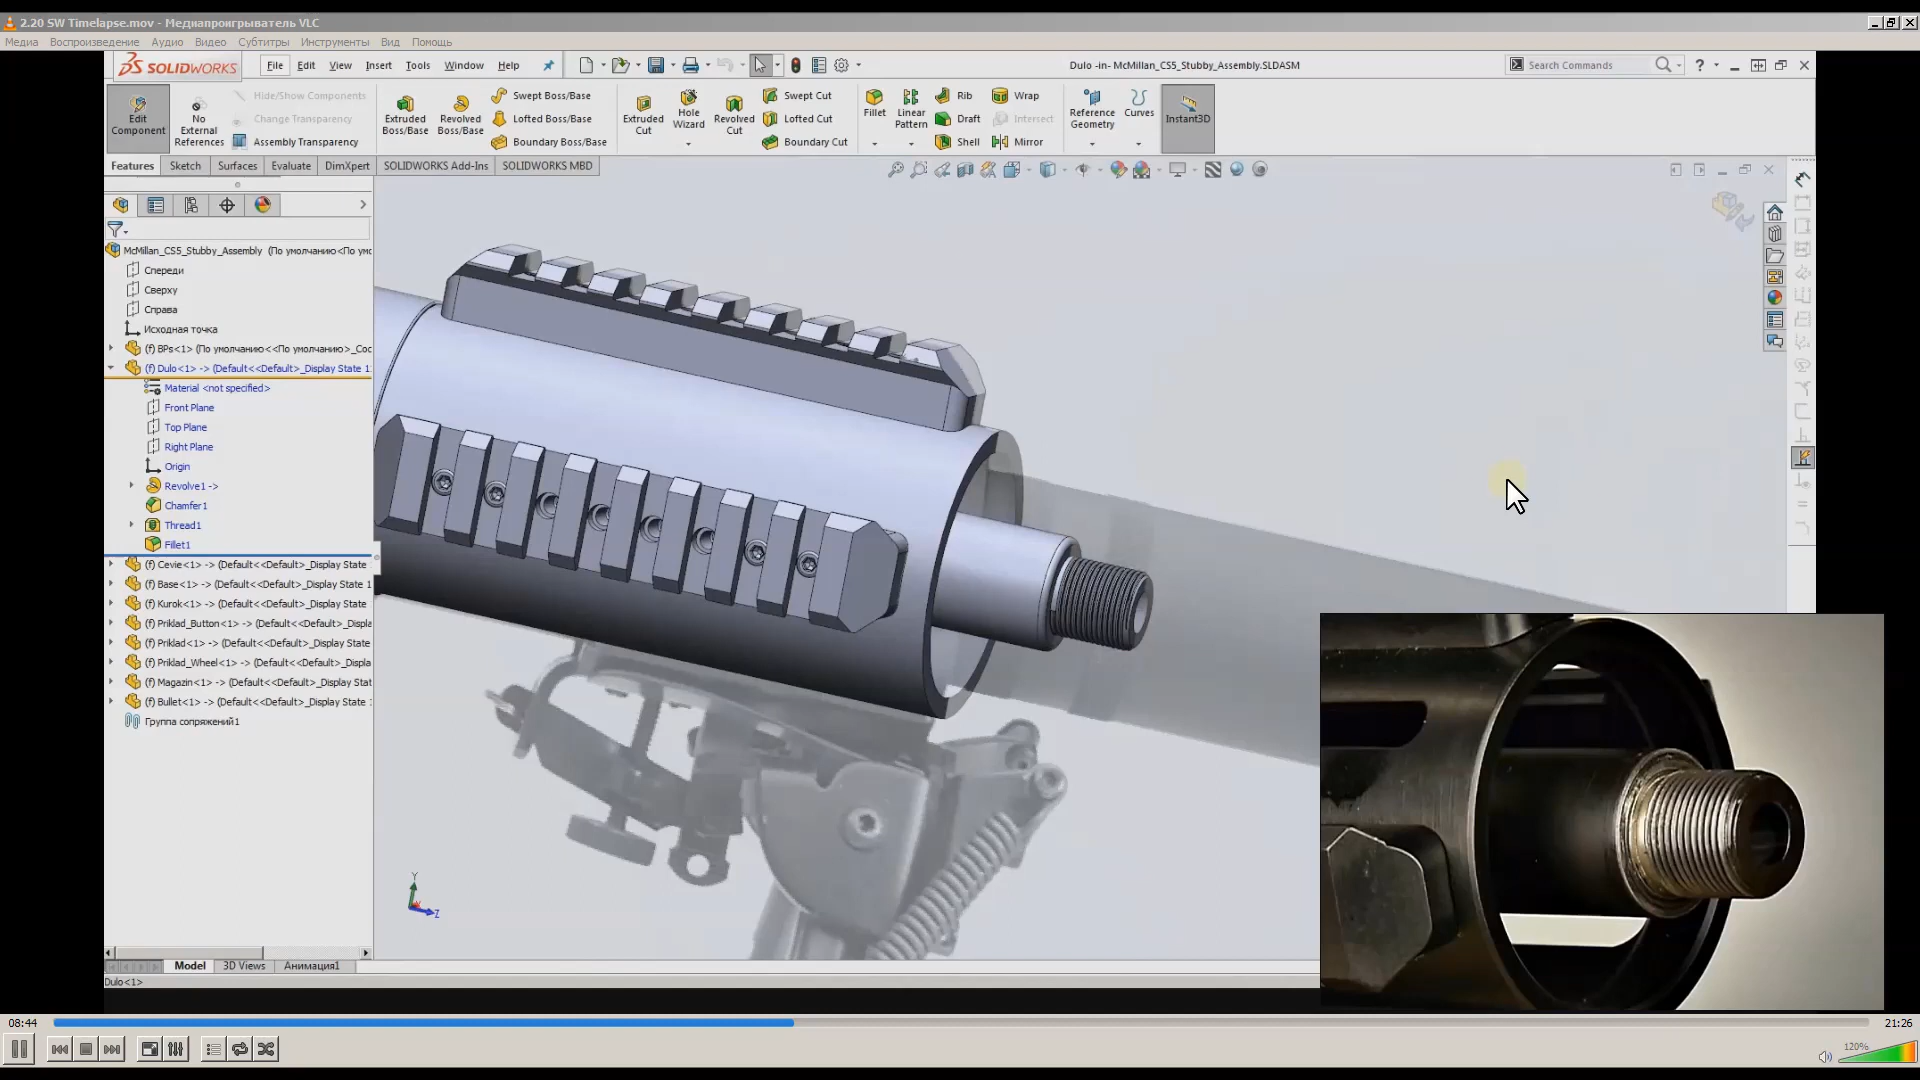 2.20 SW Timelapse.mov - Медиапроигрыватель VLC
Медиа Воспроизведение Аудио Видео Субтитры Инструменты Вид Помощь
SOLIDWORKS File Edit View Insert Tools Window Help
Dulo -in- McMillan_CS5_Stubby_Assembly.SLDASM
Search Commands
Edit Component
No External References
Hide/Show Components
Change Transparency
Assembly Transparency
Extruded Boss/Base
Revolved Boss/Base
Swept Boss/Base
Lofted Boss/Base
Boundary Boss/Base
Extruded Cut
Hole Wizard
Revolved Cut
Swept Cut
Lofted Cut
Boundary Cut
Fillet
Linear Pattern
Rib
Draft
Shell
Wrap
Intersect
Mirror
Reference Geometry
Curves
Instant3D
Features Sketch Surfaces Evaluate DimXpert SOLIDWORKS Add-Ins SOLIDWORKS MBD
McMillan_CS5_Stubby_Assembly (По умолчанию<По умс
Спереди
Сверху
Справа
Исходная точка
(f) BPs<1> (По умолчанию<<По умолчанию>_Сос
(f) Dulo<1> -> (Default<<Default>_Display State 1
Material <not specified>
Front Plane
Top Plane
Right Plane
Origin
Revolve1 ->
Chamfer1
Thread1
Fillet1
(f) Cevie<1> -> (Default<<Default>_Display State
(f) Base<1> -> (Default<<Default>_Display State 1
(f) Kurok<1> -> (Default<<Default>_Display State
(f) Priklad_Button<1> -> (Default<<Default>_Displa
(f) Priklad<1> -> (Default<<Default>_Display State
(f) Priklad_Wheel<1> -> (Default<<Default>_Displa
(f) Magazin<1> -> (Default<<Default>_Display Stat
(f) Bullet<1> -> (Default<<Default>_Display State
Группа сопряжений1
Y
Z
Model 3D Views Анимация1
Dulo<1>
08:44
21:26
120%